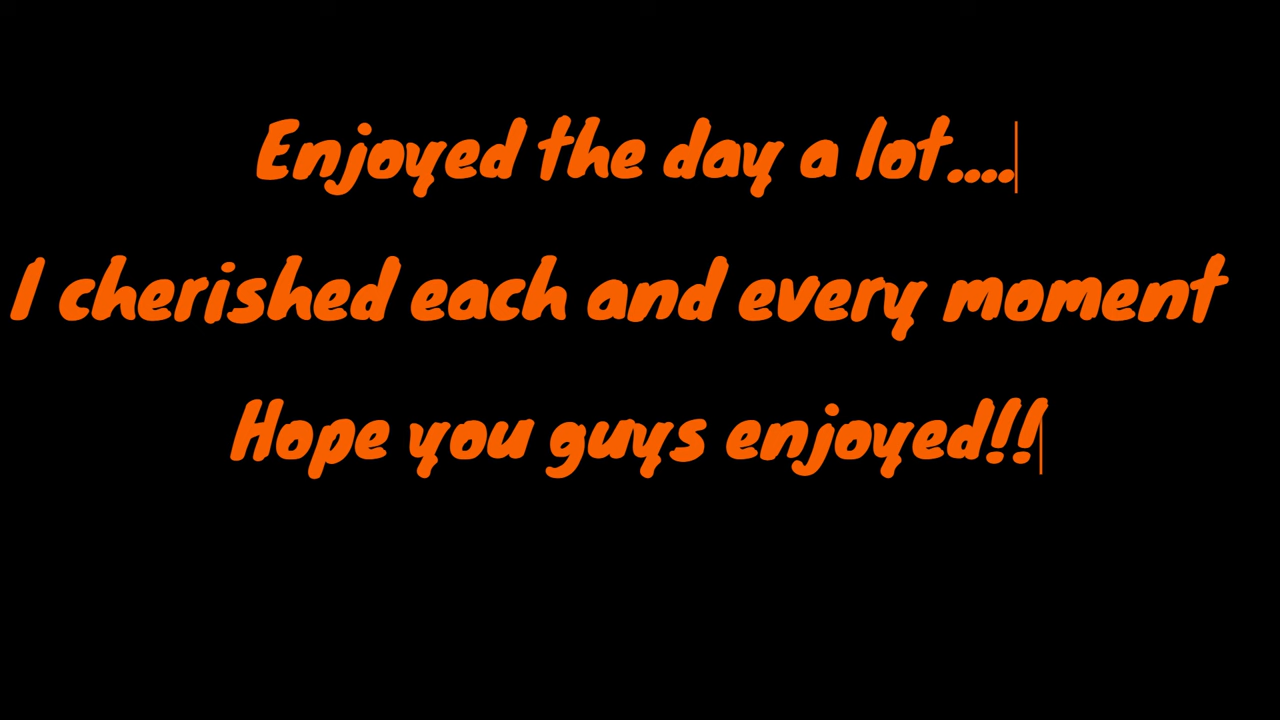 Enjoyed the day a lot....
I cherished each and every moment
Hope you guys enjoyed!!